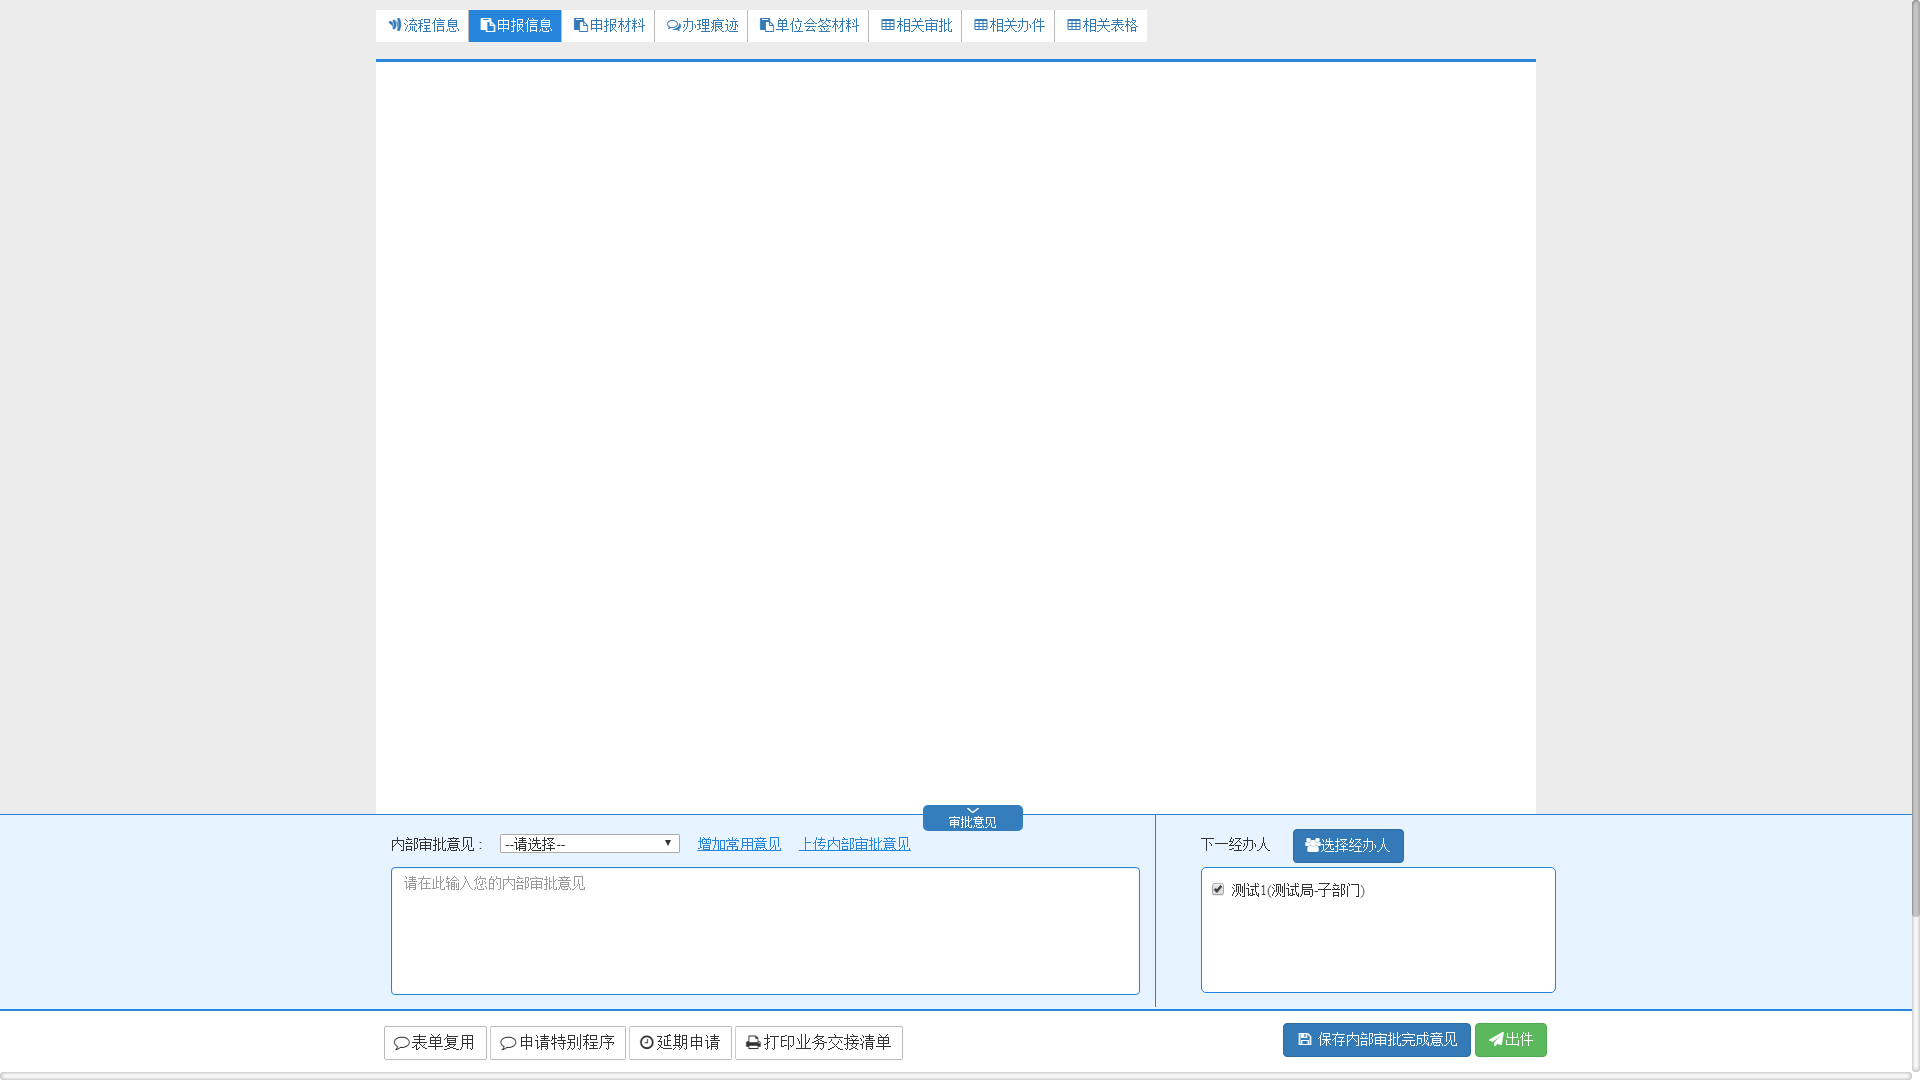 流程信息 申报信息 申报材料 办理痕迹 单位会签材料 相关审批 相关办件 相关表格
审批意见
内部审批意见： --请选择-- 增加常用意见 上传内部审批意见 下一经办人 选择经办人
请在此输入您的内部审批意见
测试1(测试局-子部门)
表单复用 申请特别程序 延期申请 打印业务交接清单 保存内部审批完成意见 出件